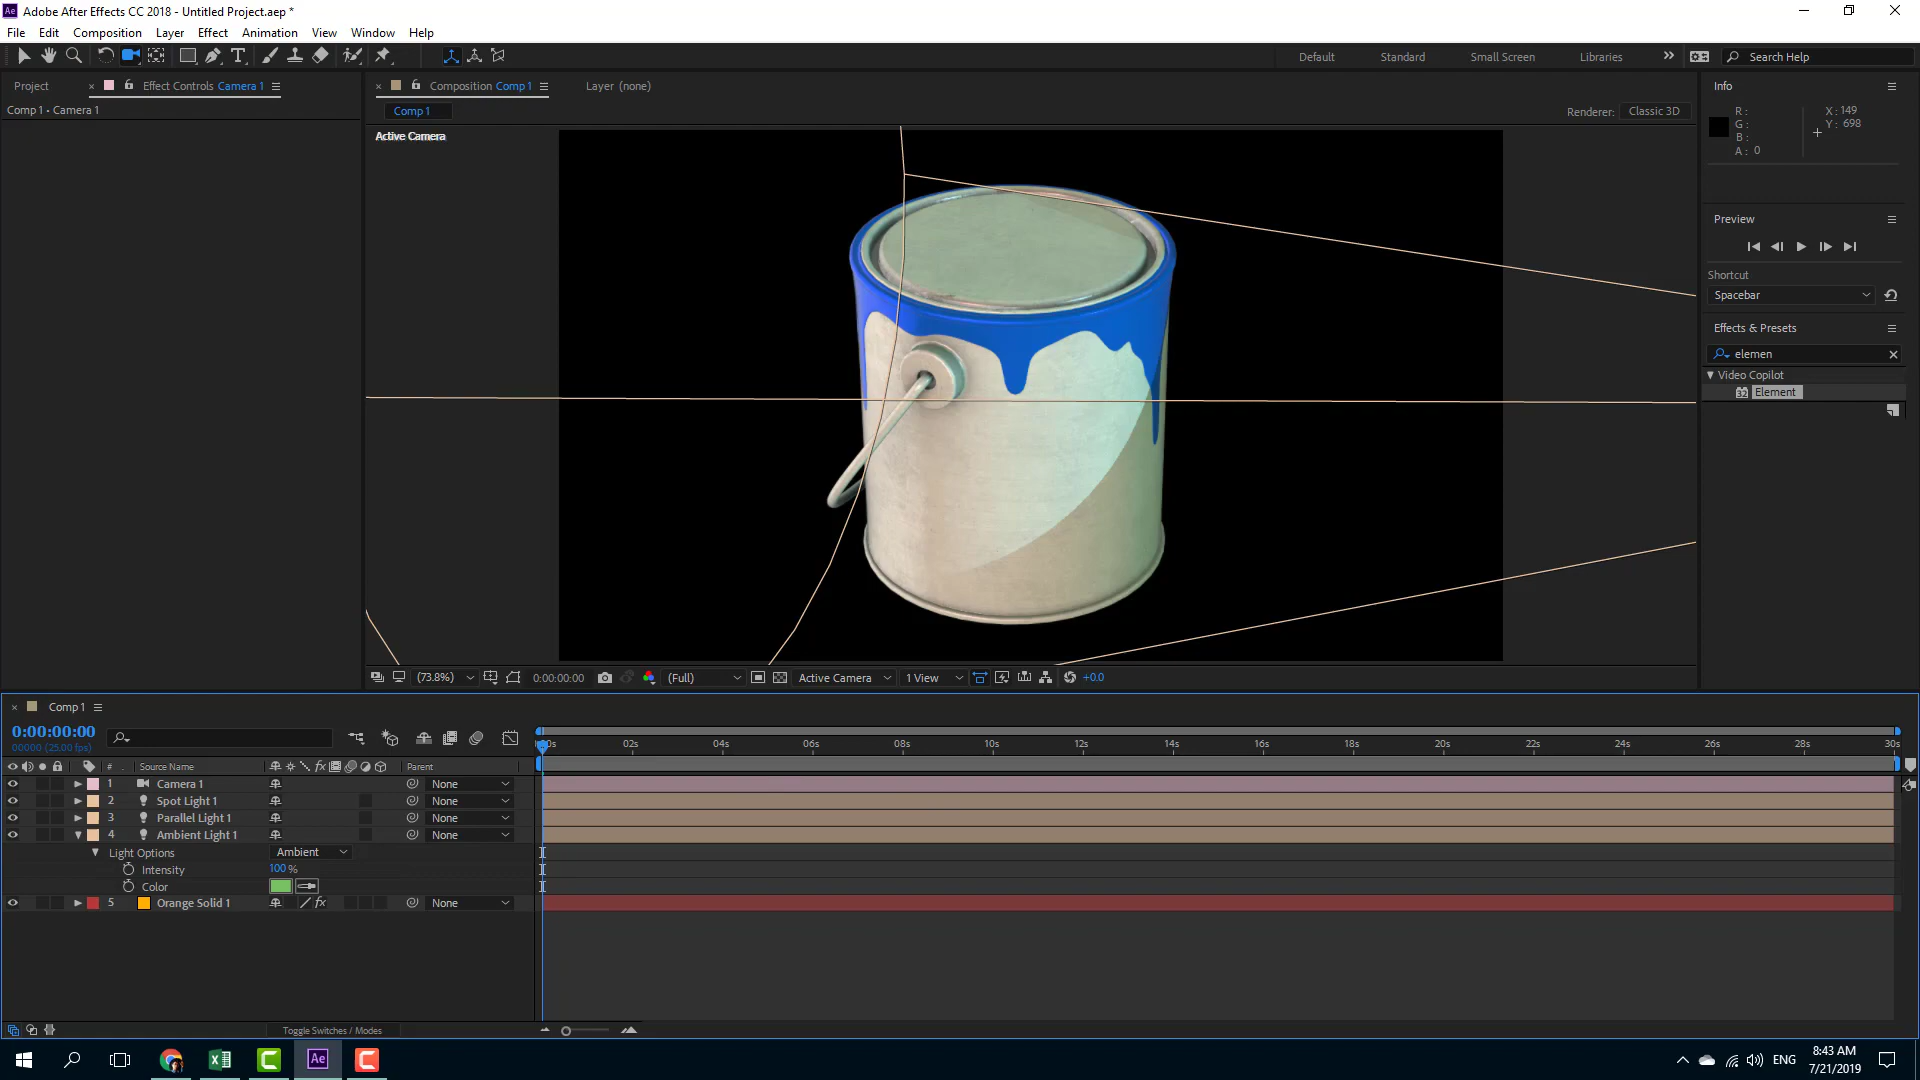 Adobe After Effects CC 2018 - Untitled Project.aep *
File Edit Composition Layer Effect Animation View Window Help
Default Standard Small Screen Libraries Search Help
Project Effect Controls Camera 1
Comp 1 • Camera 1
Composition Comp 1 Layer (none)
Comp 1
Renderer: Classic 3D
Active Camera
Info
R :
G :
B :
A : 0
X : 149
Y : 698
Preview
Shortcut
Spacebar
Effects & Presets
elemen
Video Copilot
32 Element
(73.8%) 0:00:00:00 (Full) Active Camera 1 View +0.0
Comp 1
0:00:00:00
00000 (25.00 fps)
02s 04s 06s 08s 10s 12s 14s 16s 18s 20s 22s 24s 26s 28s 30s
# Source Name fx Parent
1 Camera 1 None
2 Spot Light 1 None
3 Parallel Light 1 None
4 Ambient Light 1 None
Light Options Ambient
Intensity 100 %
Color
5 Orange Solid 1 fx None
Toggle Switches / Modes
Ae
ENG
8:43 AM
7/21/2019